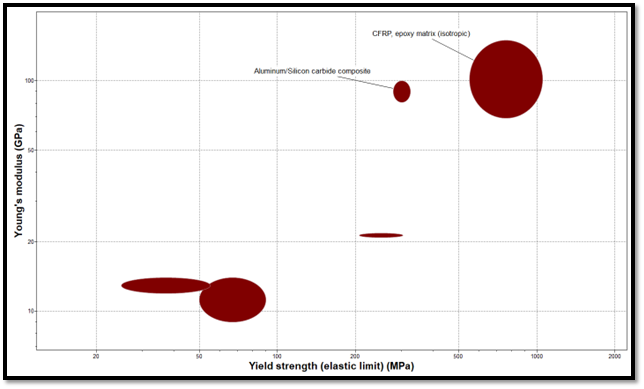 CFRP, epoxy matrix (isotropic)
Aluminum/Silicon carbide composite
100
50
20
10
Young's modulus (GPa)
20 50 100 200 500 1000 2000
Yield strength (elastic limit) (MPa)